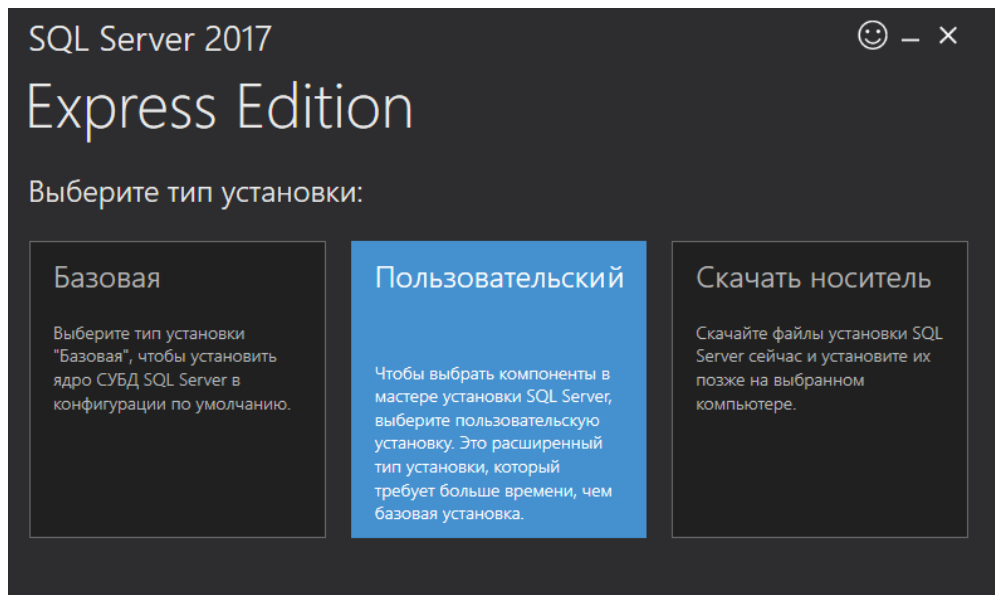 SQL Server 2017
Express Edition
Выберите тип установки:
Базовая
Выберите тип установки
"Базовая", чтобы установить
ядро СУБД SQL Server в
конфигурации по умолчанию.
Пользовательский
Чтобы выбрать компоненты в
мастере установки SQL Server,
выберите пользовательскую
установку. Это расширенный
тип установки, который
требует больше времени, чем
базовая установка.
Скачать носитель
Скачайте файлы установки SQL
Server сейчас и установите их
позже на выбранном
компьютере.